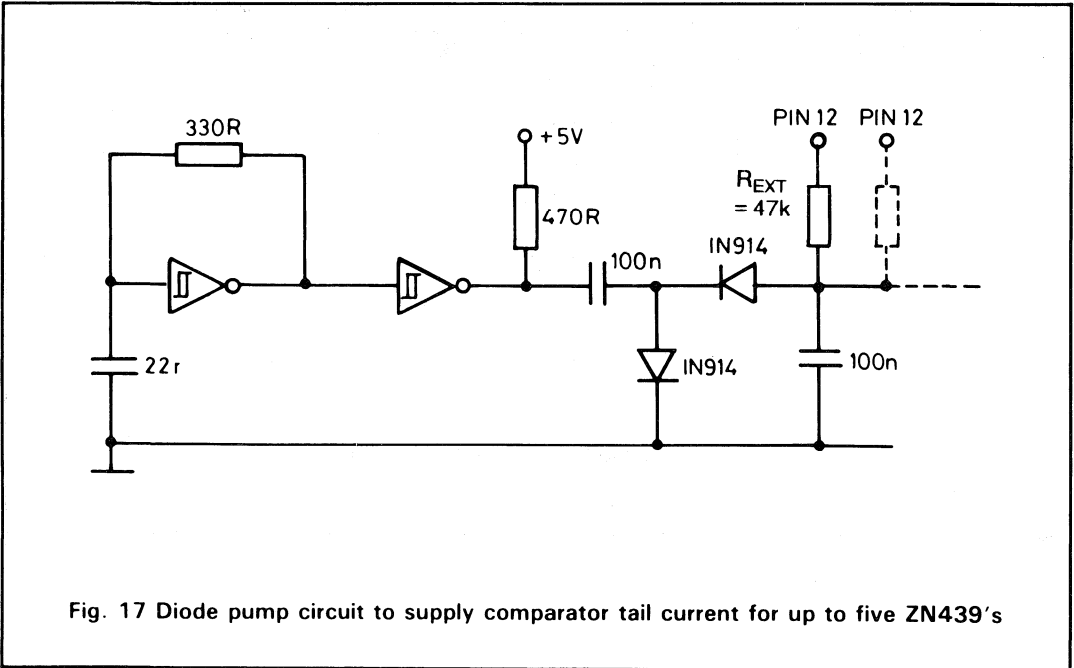 330R
+5V
PIN 12 PIN 12
470R
REXT
= 47k
IN914
100n
22r
IN914
100n
Fig. 17 Diode pump circuit to supply comparator tail current for up to five ZN439's